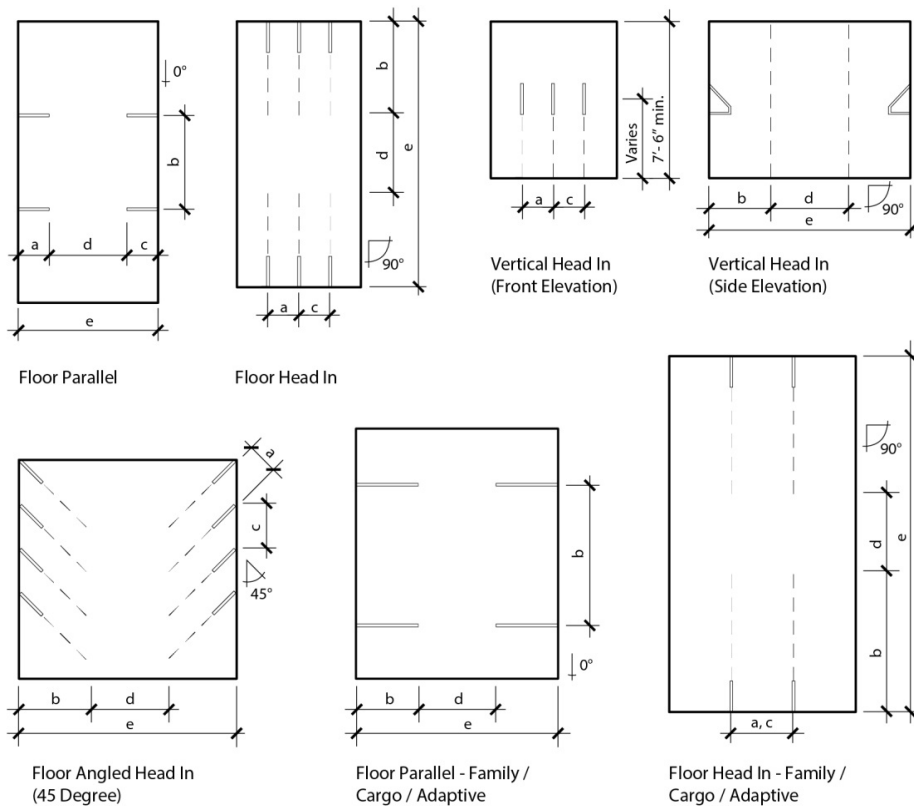 0°
b
a
d
c
e
Floor Parallel
b
d
e
90°
a
c
Floor Head In
Varies
7'- 6" min.
a
c
Vertical Head In
(Front Elevation)
b
d
90°
e
Vertical Head In
(Side Elevation)
a
c
45°
b
d
e
Floor Angled Head In
(45 Degree)
b
0°
b
d
e
Floor Parallel - Family /
Cargo / Adaptive
90°
d
e
b
a, c
Floor Head In - Family /
Cargo / Adaptive